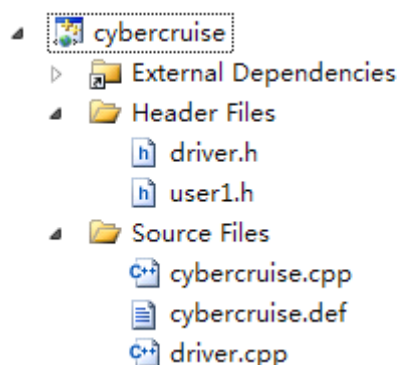 cybercruise
External Dependencies
Header Files
driver.h
user1.h
Source Files
cybercruise.cpp
cybercruise.def
driver.cpp